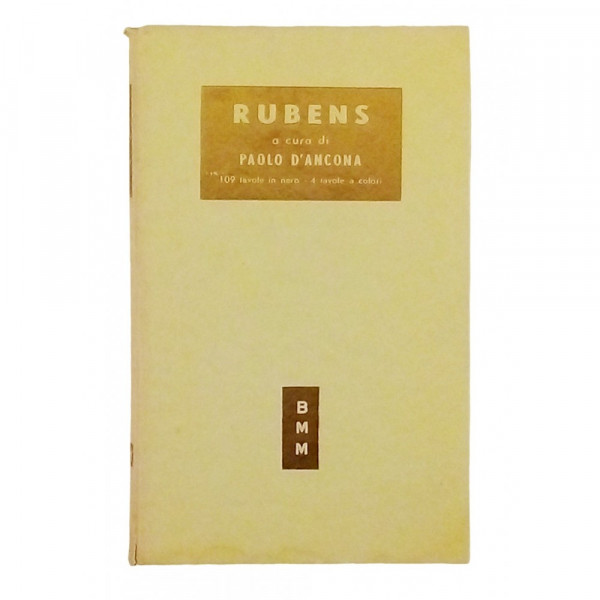 RUBENS
a cura di
PAOLO D'ANCONA
109 tavole in nero - 4 tavole a colori
B
M
M